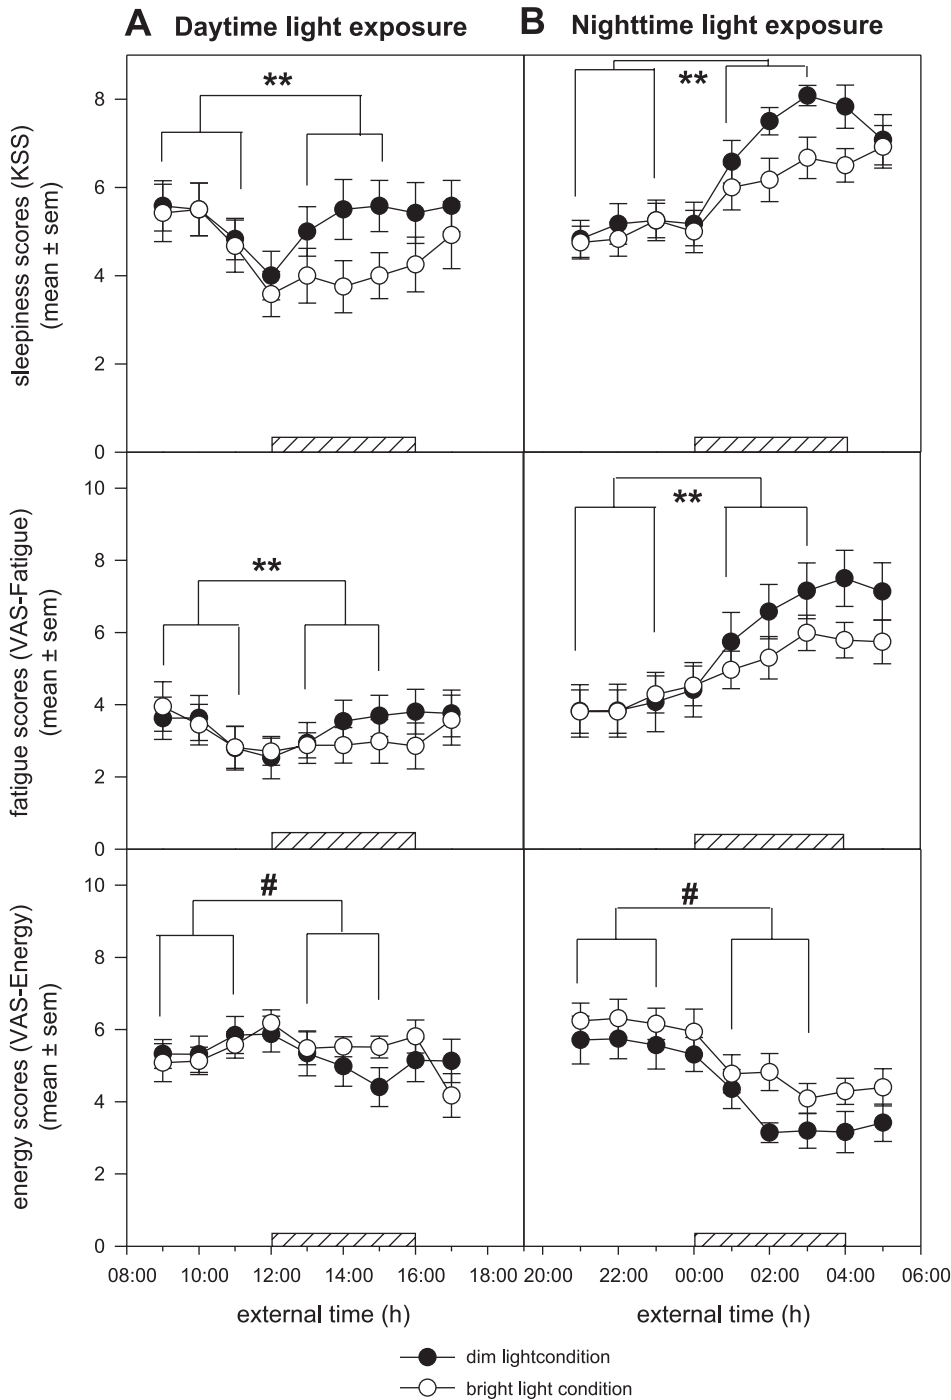 A Daytime light exposure
B Nighttime light exposure
sleepiness scores (KSS)
(mean ± sem)
8
6
4
2
0
**
**
fatigue scores (VAS-Fatigue)
(mean ± sem)
10
8
6
4
2
0
**
**
energy scores (VAS-Energy)
(mean ± sem)
10
8
6
4
2
0
#
#
08:00 10:00 12:00 14:00 16:00 18:00
20:00 22:00 00:00 02:00 04:00 06:00
external time (h)
external time (h)
dim lightcondition
bright light condition